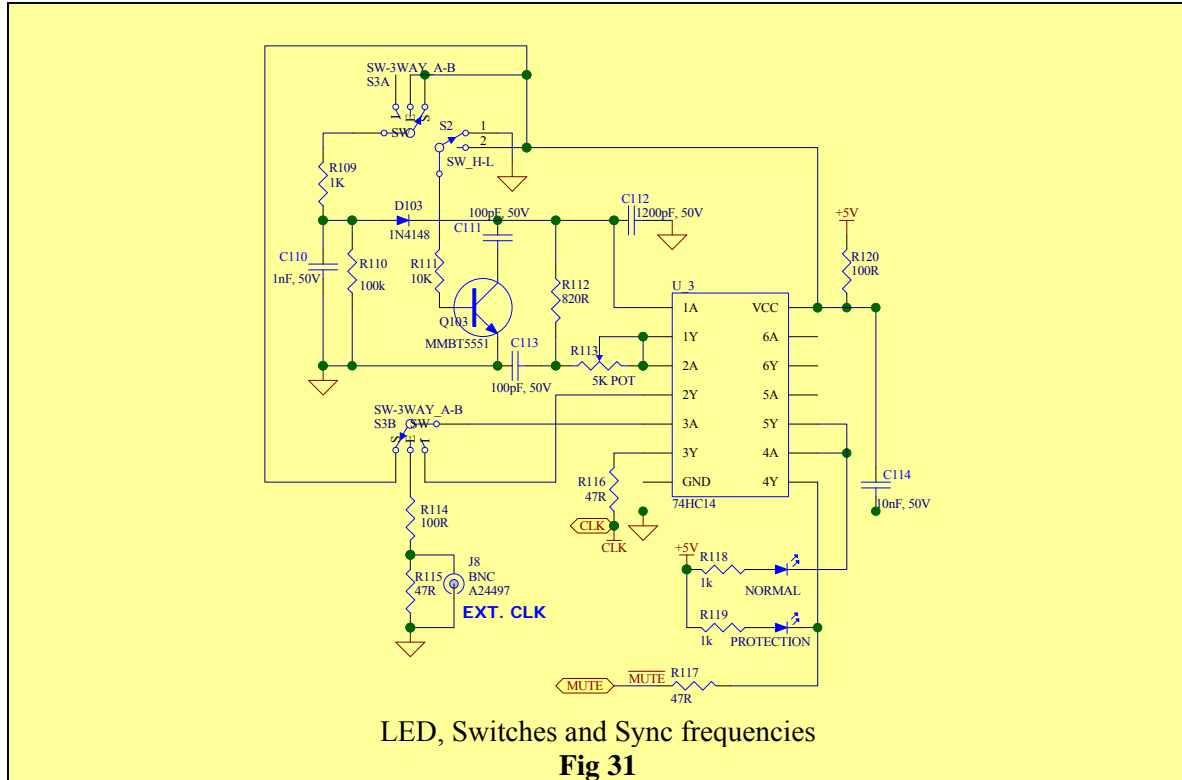 SW-3WAY_A-B
S3A
I
E
S
SW
S2
1
2
SW_H-L
R109
1K
D103
1N4148
100pF, 50V
C111
C112
1200pF, 50V
+5V
R120
100R
C110
1nF, 50V
R110
100k
R111
10K
R112
820R
Q103
MMBT5551
C113
100pF, 50V
R113
5K POT
U_3
1A
1Y
2A
2Y
3A
3Y
GND
74HC14
VCC
6A
6Y
5A
5Y
4A
4Y
C114
10nF, 50V
SW-3WAY_A-B
S3B
SW
S
E
I
R114
100R
R115
47R
J8
BNC
A24497
EXT. CLK
R116
47R
CLK
CLK
+5V
R118
1k
NORMAL
R119
1k
PROTECTION
MUTE
MUTE
R117
47R
LED, Switches and Sync frequencies
Fig 31